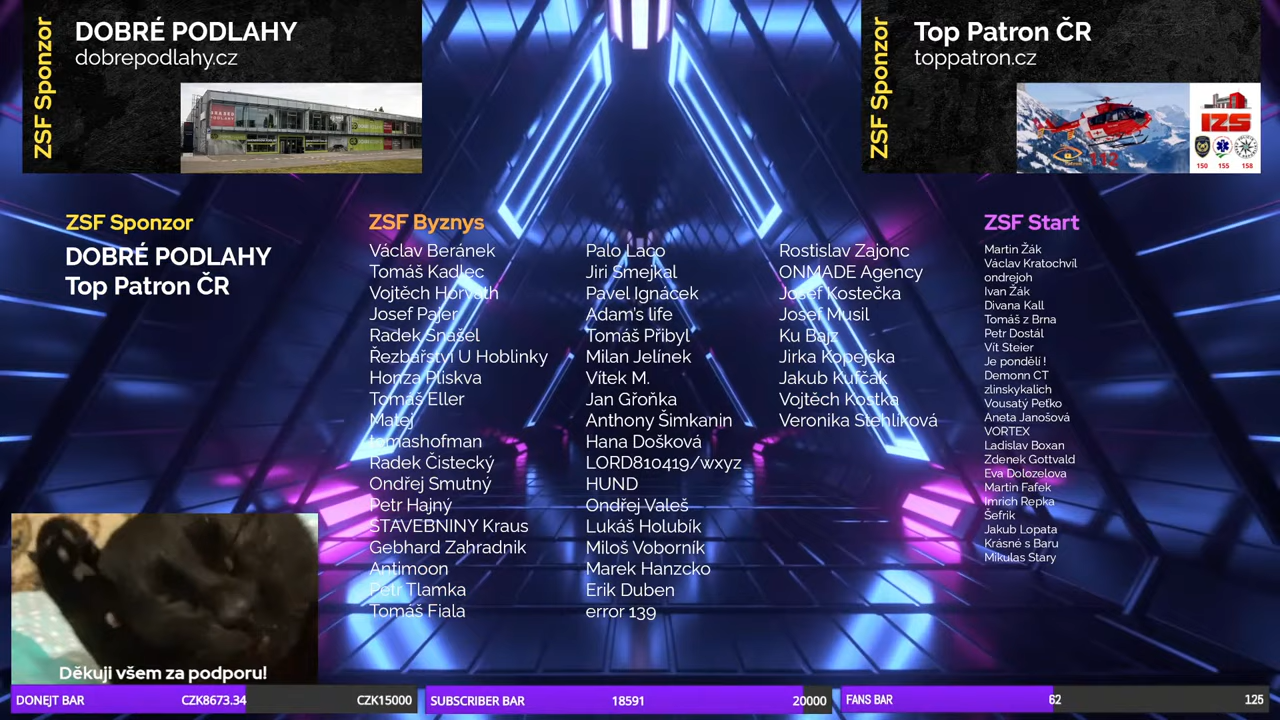 ZSF Sponzor
DOBRÉ PODLAHY
dobrepodlahy.cz
ZSF Sponzor
Top Patron ČR
toppatron.cz
112
IZS
150 155 158
ZSF Sponzor
DOBRÉ PODLAHY
Top Patron ČR
ZSF Byznys
Václav Beránek
Tomáš Kadlec
Vojtěch Horvath
Josef Pajer
Radek Snášel
Řezbářství U Hoblinky
Honza Pliskva
Tomáš Eller
Matej
tomashofman
Radek Čistecký
Ondřej Smutný
Petr Hajný
STAVEBNINY Kraus
Gebhard Zahradnik
Antimoon
Petr Tlamka
Tomáš Fiala
Palo Laco
Jiri Smejkal
Pavel Ignácek
Adam's life
Tomáš Přibyl
Milan Jelínek
Vítek M.
Jan Gřoňka
Anthony Šimkanin
Hana Došková
LORD810419/wxyz
HUND
Ondřej Valeš
Lukáš Holubík
Miloš Voborník
Marek Hanzcko
Erik Duben
error 139
Rostislav Zajonc
ONMADE Agency
Josef Kostečka
Josef Musil
Ku Bajz
Jirka Kopejska
Jakub Kufčák
Vojtěch Kostka
Veronika Stehlíková
ZSF Start
Martin Žák
Václav Kratochvíl
ondrejoh
Ivan Žák
Divana Kall
Tomáš z Brna
Petr Dostál
Vít Steier
Je pondělí !
Demonn CT
zlinskykalich
Vousatý Peťko
Aneta Janošová
VORTEX
Ladislav Boxan
Zdenek Gottvald
Eva Dolozelova
Martin Fafek
Imrich Repka
Šefrik
Jakub Lopata
Krásné s Baru
Mikulas Stary
Děkuji všem za podporu!
DONEJT BAR CZK8673.34 CZK15000
SUBSCRIBER BAR 18591 20000
FANS BAR 62 125